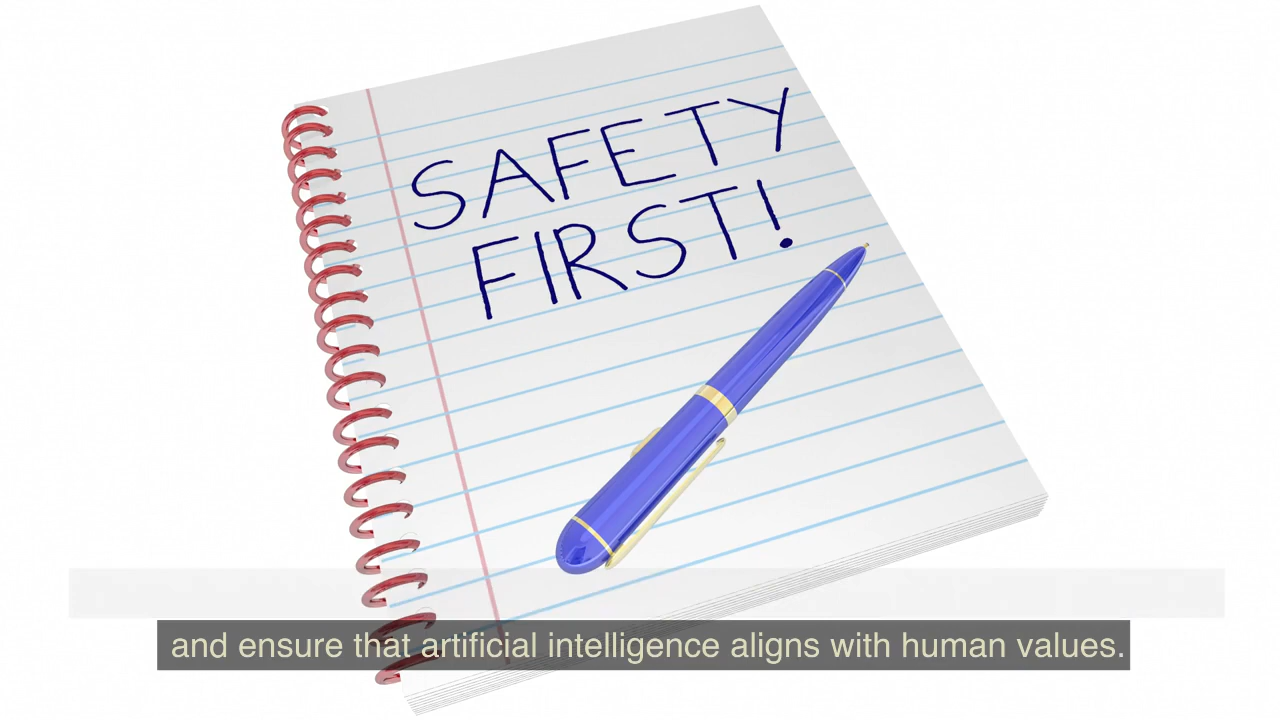 SAFETY
FIRST!
and ensure that artificial intelligence aligns with human values.